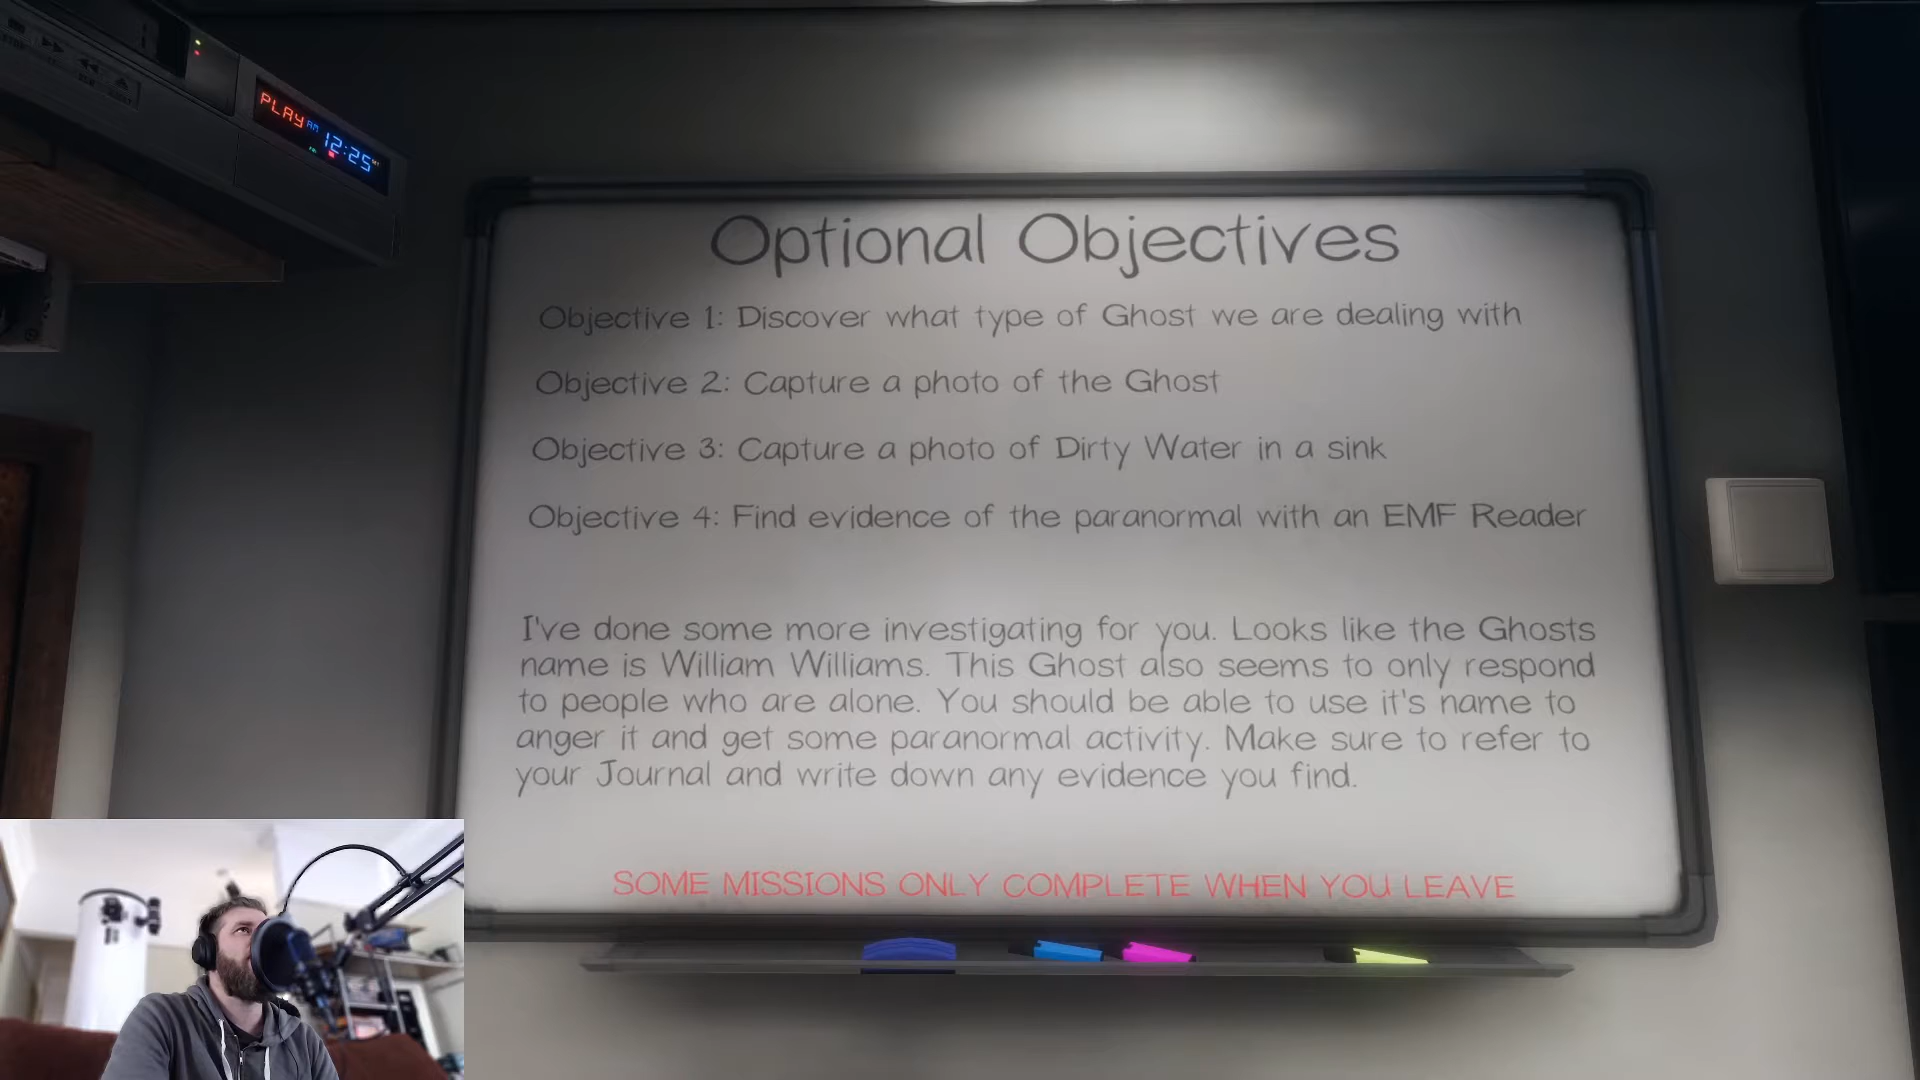 PLAY AM 12:25
Optional Objectives
Objective 1: Discover what type of Ghost we are dealing with
Objective 2: Capture a photo of the Ghost
Objective 3: Capture a photo of Dirty Water in a sink
Objective 4: Find evidence of the paranormal with an EMF Reader
I've done some more investigating for you. Looks like the Ghosts
name is William Williams. This Ghost also seems to only respond
to people who are alone. You should be able to use it's name to
anger it and get some paranormal activity. Make sure to refer to
your Journal and write down any evidence you find.
SOME MISSIONS ONLY COMPLETE WHEN YOU LEAVE